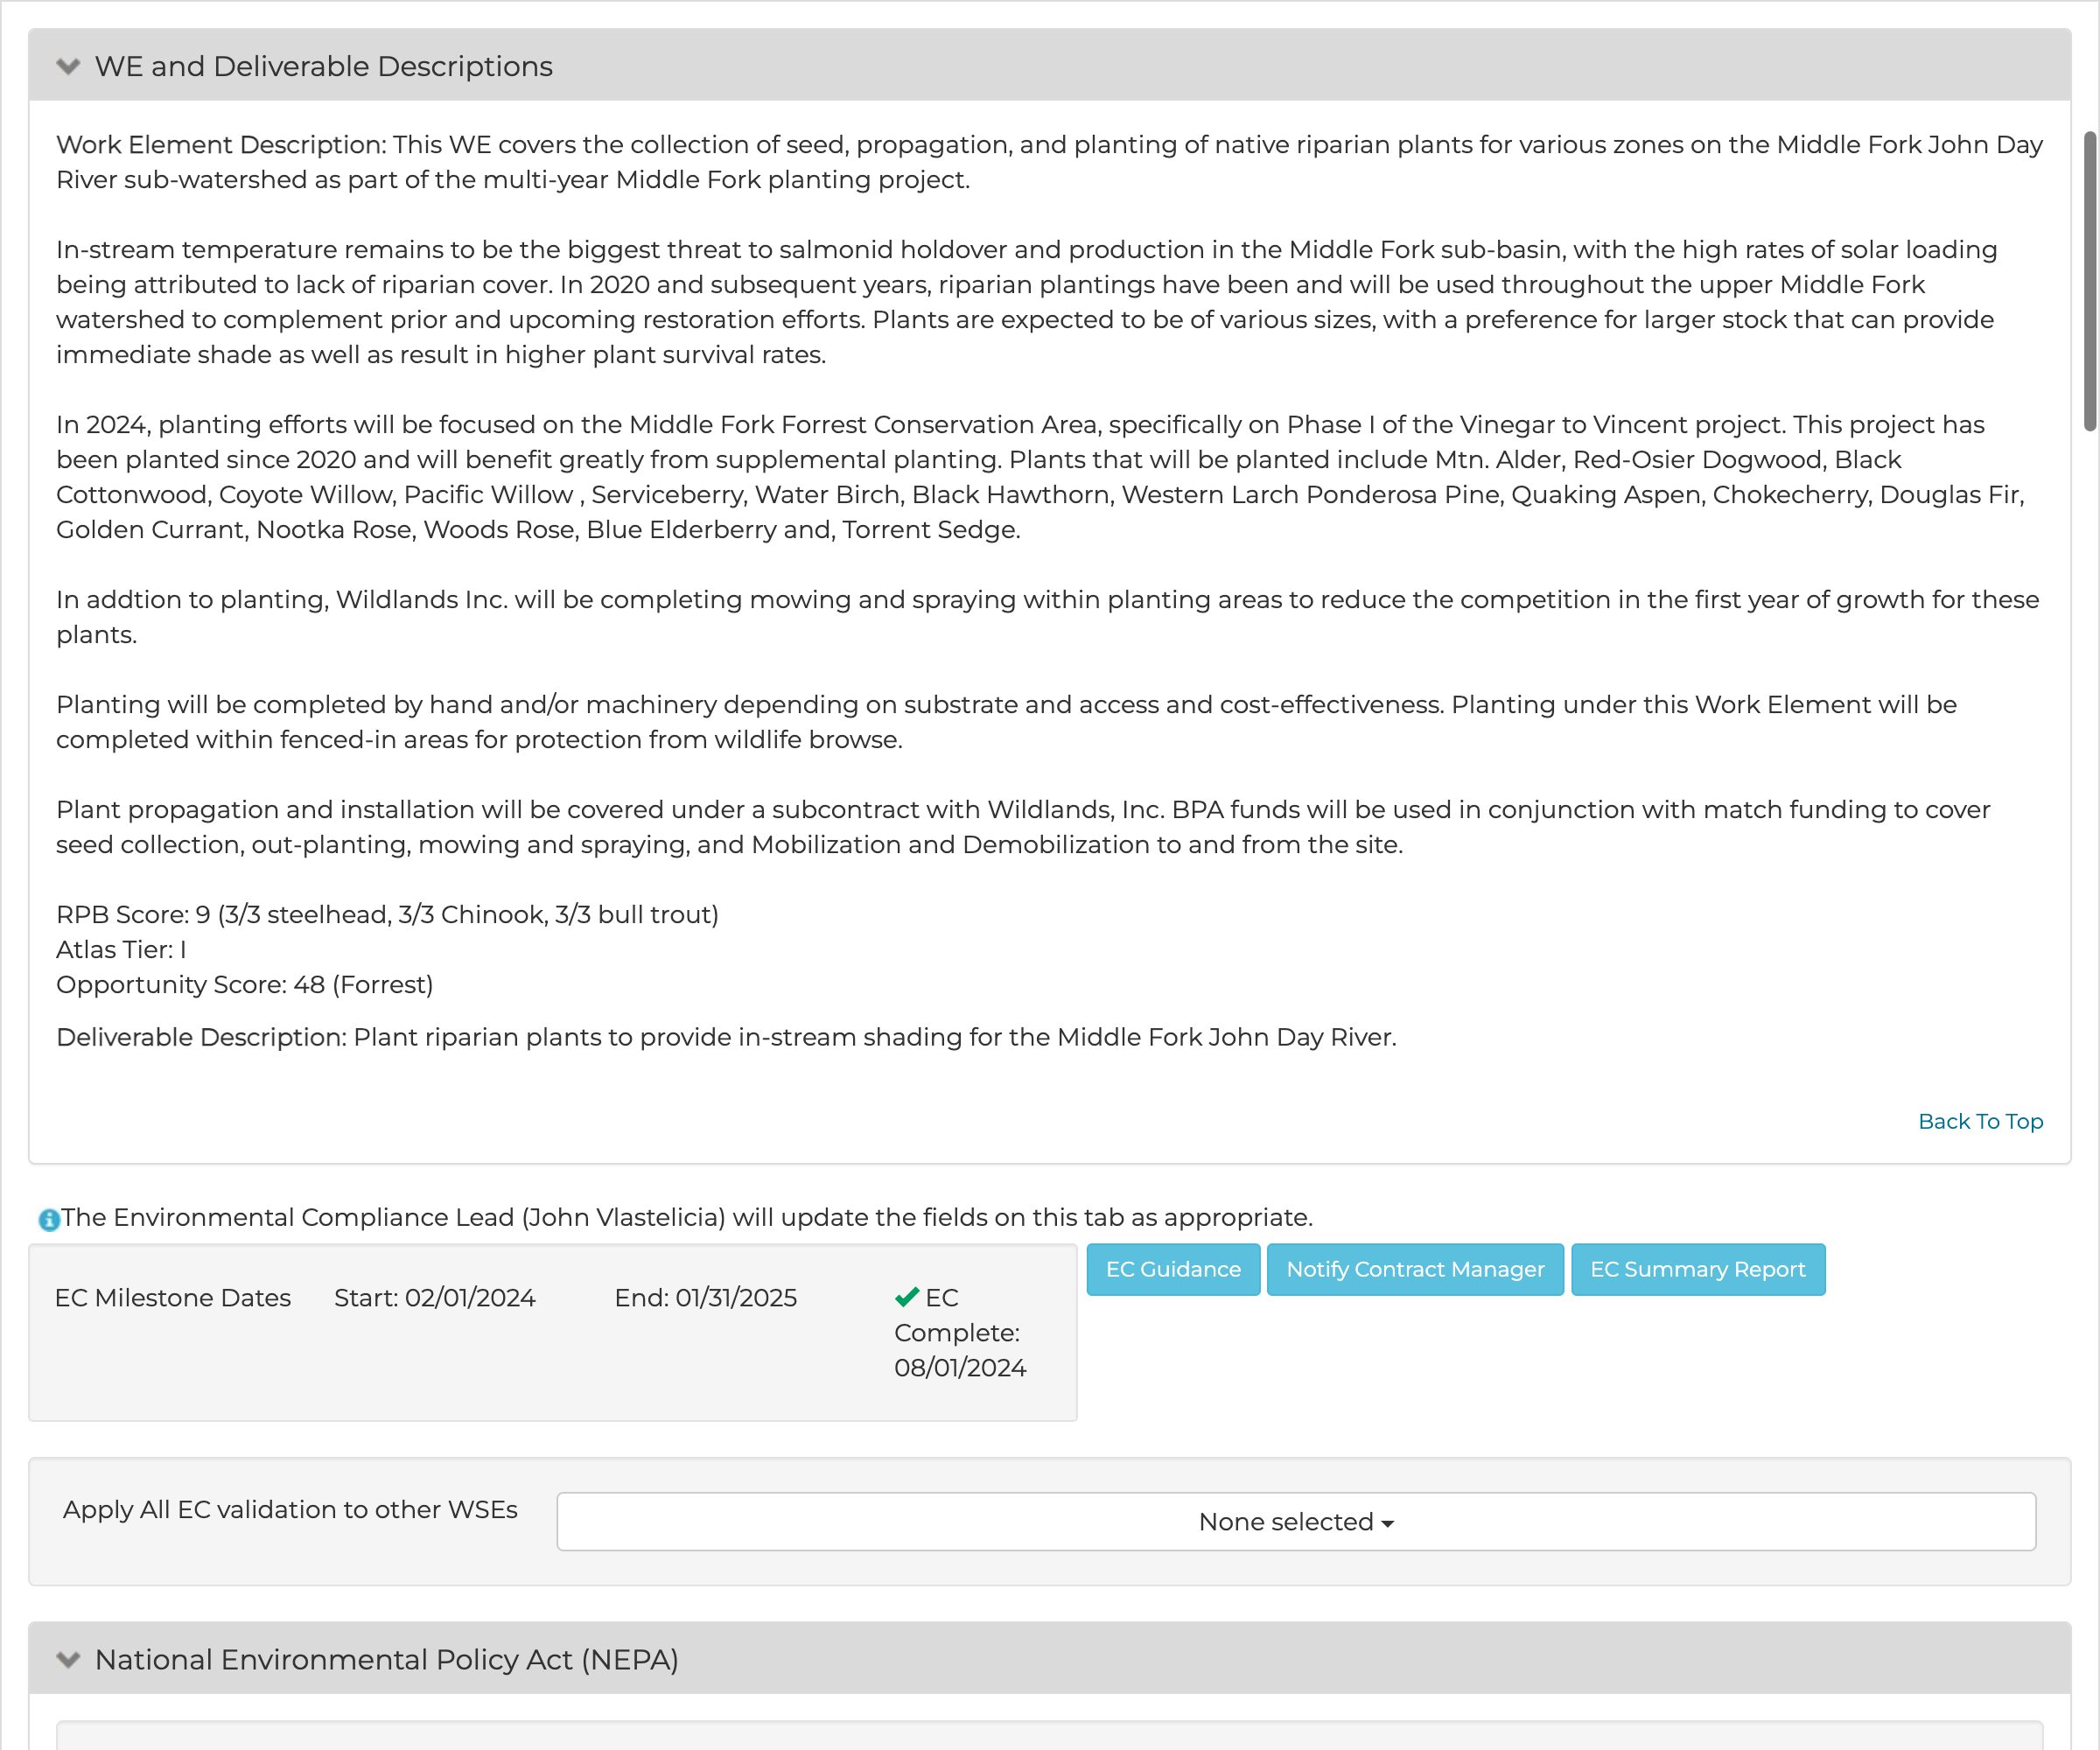 WE and Deliverable Descriptions
Work Element Description: This WE covers the collection of seed, propagation, and planting of native riparian plants for various zones on the Middle Fork John Day
River sub-watershed as part of the multi-year Middle Fork planting project.
In-stream temperature remains to be the biggest threat to salmonid holdover and production in the Middle Fork sub-basin, with the high rates of solar loading
being attributed to lack of riparian cover. In 2020 and subsequent years, riparian plantings have been and will be used throughout the upper Middle Fork
watershed to complement prior and upcoming restoration efforts. Plants are expected to be of various sizes, with a preference for larger stock that can provide
immediate shade as well as result in higher plant survival rates.
In 2024, planting efforts will be focused on the Middle Fork Forrest Conservation Area, specifically on Phase I of the Vinegar to Vincent project. This project has
been planted since 2020 and will benefit greatly from supplemental planting. Plants that will be planted include Mtn. Alder, Red-Osier Dogwood, Black
Cottonwood, Coyote Willow, Pacific Willow , Serviceberry, Water Birch, Black Hawthorn, Western Larch Ponderosa Pine, Quaking Aspen, Chokecherry, Douglas Fir,
Golden Currant, Nootka Rose, Woods Rose, Blue Elderberry and, Torrent Sedge.
In addtion to planting, Wildlands Inc. will be completing mowing and spraying within planting areas to reduce the competition in the first year of growth for these
plants.
Planting will be completed by hand and/or machinery depending on substrate and access and cost-effectiveness. Planting under this Work Element will be
completed within fenced-in areas for protection from wildlife browse.
Plant propagation and installation will be covered under a subcontract with Wildlands, Inc. BPA funds will be used in conjunction with match funding to cover
seed collection, out-planting, mowing and spraying, and Mobilization and Demobilization to and from the site.
RPB Score: 9 (3/3 steelhead, 3/3 Chinook, 3/3 bull trout)
Atlas Tier: I
Opportunity Score: 48 (Forrest)
Deliverable Description: Plant riparian plants to provide in-stream shading for the Middle Fork John Day River.
Back To Top
The Environmental Compliance Lead (John Vlastelicia) will update the fields on this tab as appropriate.
EC Milestone Dates Start: 02/01/2024 End: 01/31/2025 EC
Complete:
08/01/2024
EC Guidance Notify Contract Manager EC Summary Report
Apply All EC validation to other WSEs None selected
National Environmental Policy Act (NEPA)